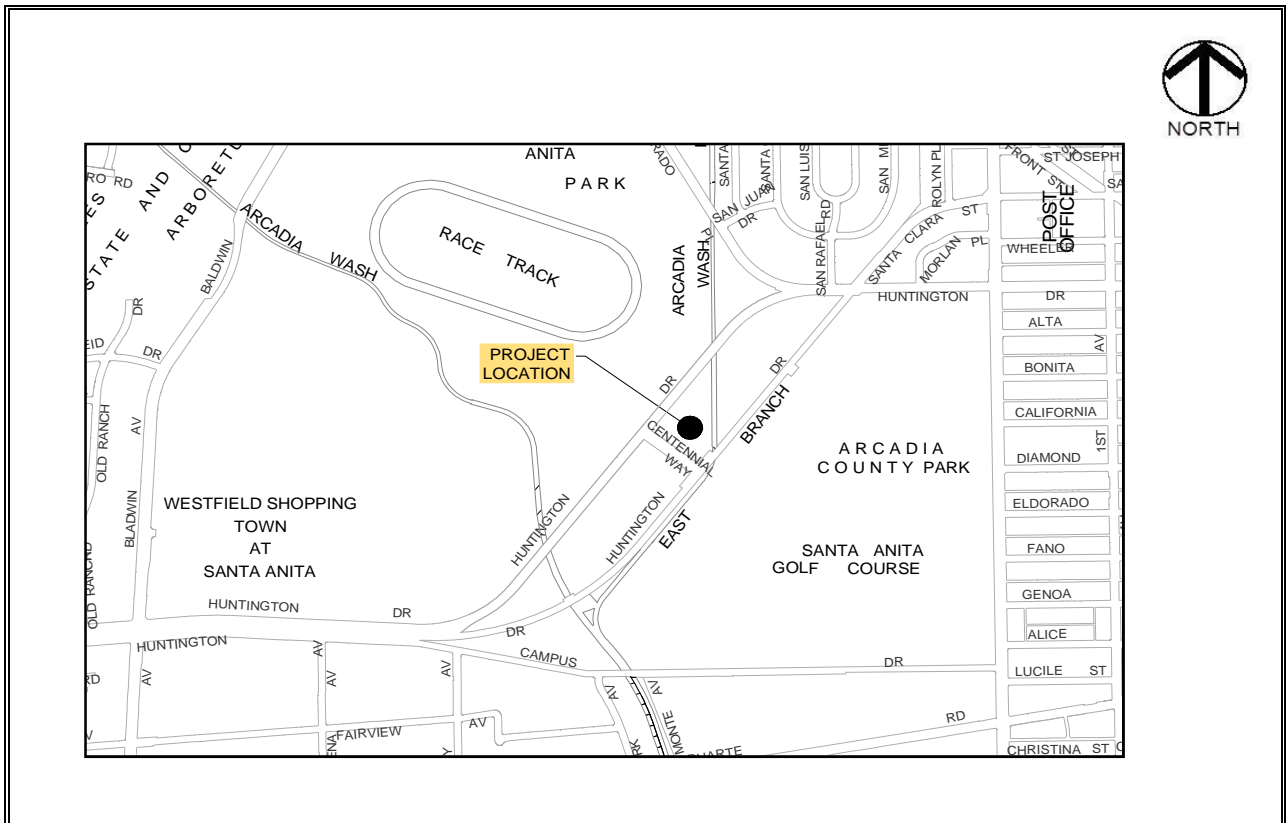 NORTH
ANITA
PARK
RACE TRACK
ARCADIA WASH
ARCADIA
WASH
STATE AND
ARBORETU
RO RD
BALDWIN
DR
DR
OLD RANCH
BLADWIN AV
PROJECT
LOCATION
SANTA
SANTA
SAN LUIS
SAN JUAN
DR
SAN RAFAEL
RD
SANTA CLARA ST
ROLYN PL
MORLAN PL
FRONT ST
ST
ST JOSEPH
POST
OFFICE
WHEELER
HUNTINGTON DR
ALTA
BONITA
CALIFORNIA
DIAMOND
ELDORADO
FANO
GENOA
ALICE
LUCILE ST
CHRISTINA ST
AV
1ST
DR
DR
CENTENNIAL
WAY
EAST BRANCH
HUNTINGTON
HUNTINGTON
ARCADIA
COUNTY PARK
SANTA ANITA
GOLF COURSE
WESTFIELD SHOPPING
TOWN
AT
SANTA ANITA
HUNTINGTON DR
HUNTINGTON
DR
CAMPUS DR
AV
AV
AV
AV
AV
FAIRVIEW AV
MONTE
RD
RD